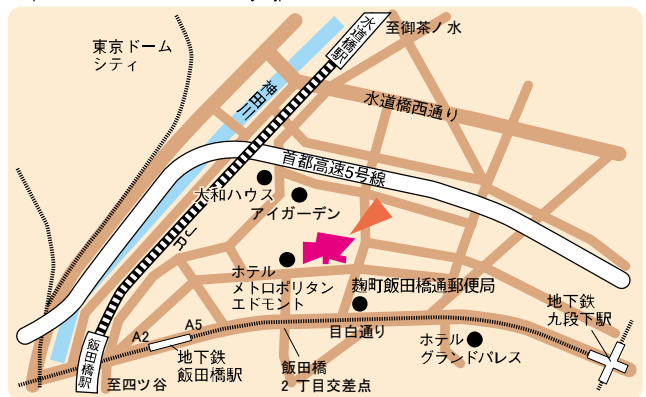 東京ドーム
シティ
水道橋駅
至御茶ノ水
神田川
水道橋西通り
首都高速5号線
大和ハウス
アイガーデン
JR
ホテル
メトロポリタン
エドモント
麹町飯田橋通郵便局
地下鉄
九段下駅
目白通り
A2
A5
飯田橋駅
地下鉄
飯田橋駅
至四ツ谷
飯田橋
2丁目交差点
ホテル
グランドパレス